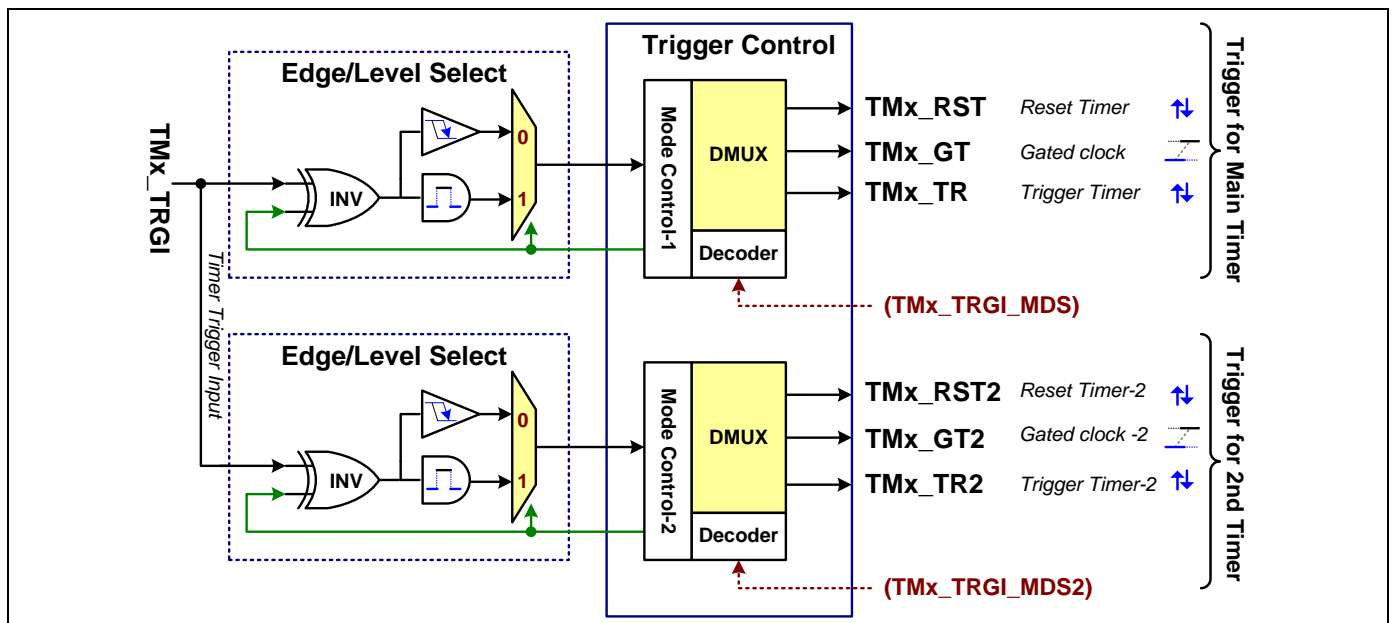 Trigger Control
Edge/Level Select
TMx_TRGI
Timer Trigger Input
INV
0
1
Mode Control-1
DMUX
Decoder
TMx_RST Reset Timer
TMx_GT Gated clock
TMx_TR Trigger Timer
(TMx_TRGI_MDS)
Trigger for Main Timer
Edge/Level Select
INV
0
1
Mode Control-2
DMUX
Decoder
TMx_RST2 Reset Timer-2
TMx_GT2 Gated clock -2
TMx_TR2 Trigger Timer-2
(TMx_TRGI_MDS2)
Trigger for 2nd Timer